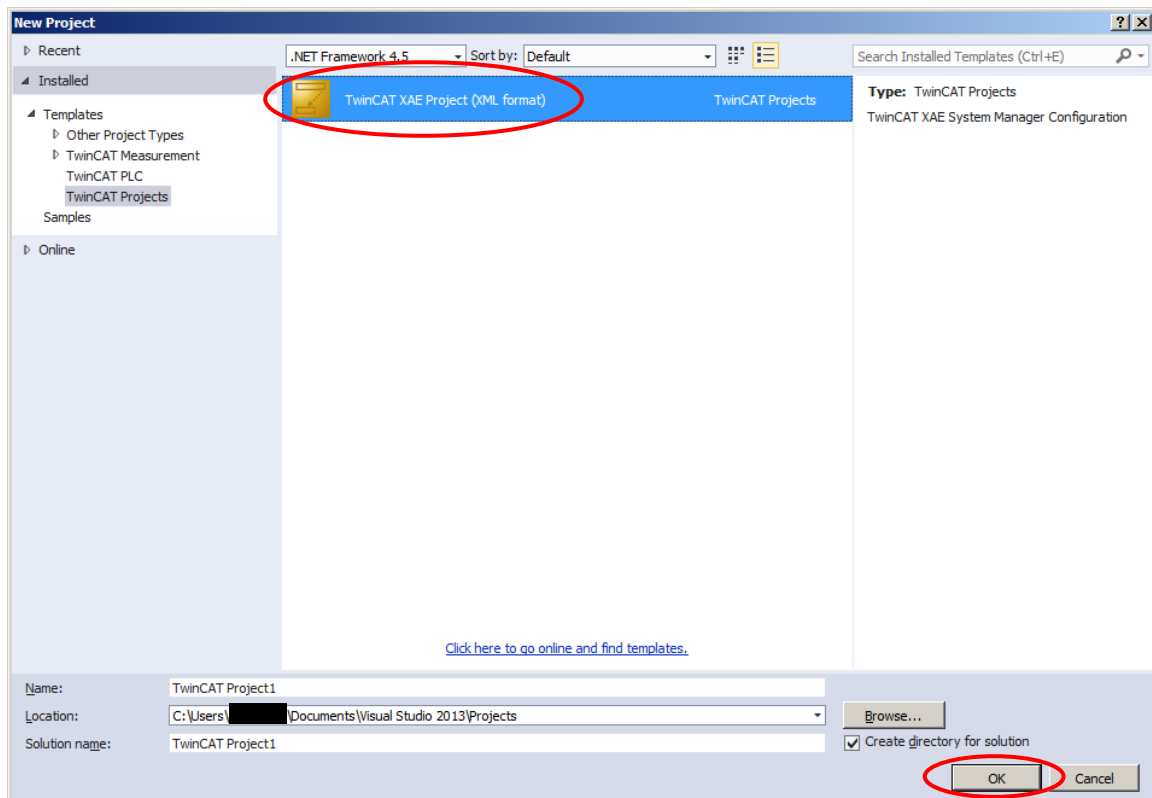 New Project
Recent
.NET Framework 4.5 Sort by: Default
Search Installed Templates (Ctrl+E)
Installed
Templates
Other Project Types
TwinCAT Measurement
TwinCAT PLC
TwinCAT Projects
Samples
Online
TwinCAT XAE Project (XML format) TwinCAT Projects
Type: TwinCAT Projects
TwinCAT XAE System Manager Configuration
Click here to go online and find templates.
Name: TwinCAT Project1
Location: C:\Users\ \Documents\Visual Studio 2013\Projects
Browse...
Solution name: TwinCAT Project1
Create directory for solution
OK Cancel